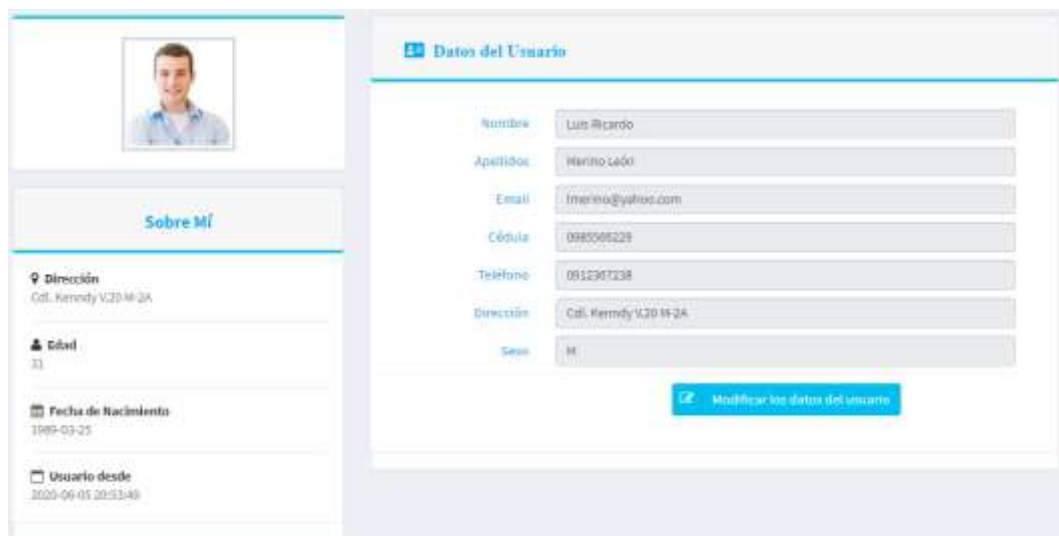 Sobre Mí
Dirección
Cdl. Kenndy V.20 M-2A
Edad
31
Fecha de Nacimiento
1989-03-25
Usuario desde
2020-06-05 20:53:40
Datos del Usuario
Nombre Luis Ricardo
Apellidos Merino León
Email lmerino@yahoo.com
Cédula
Teléfono 0912367238
Dirección Cdl. Kenndy V.20 M-2A
Sexo M
Modificar los datos del usuario